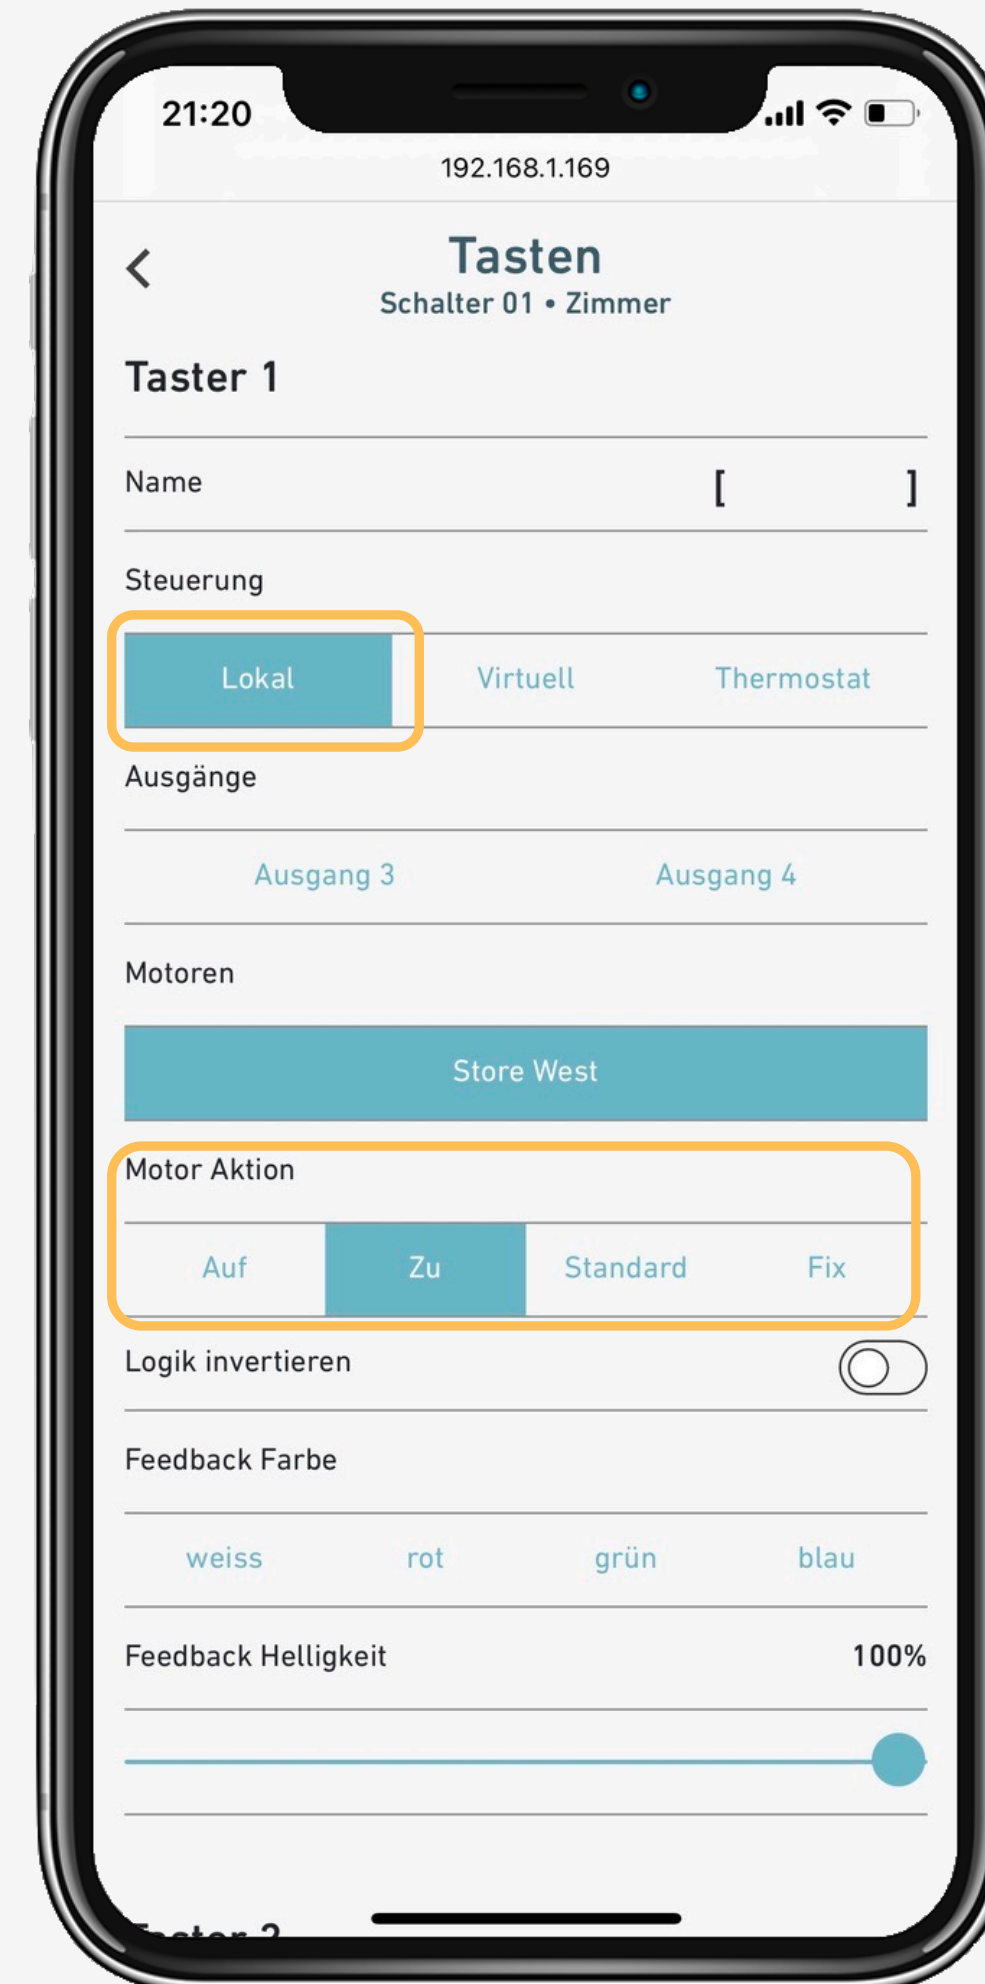 21:20
192.168.1.169
Tasten
Schalter 01 • Zimmer
Taster 1
Name [ ]
Steuerung
Lokal Virtuell Thermostat
Ausgänge
Ausgang 3 Ausgang 4
Motoren
Store West
Motor Aktion
Auf Zu Standard Fix
Logik invertieren
Feedback Farbe
weiss rot grün blau
Feedback Helligkeit 100%
Taster 2